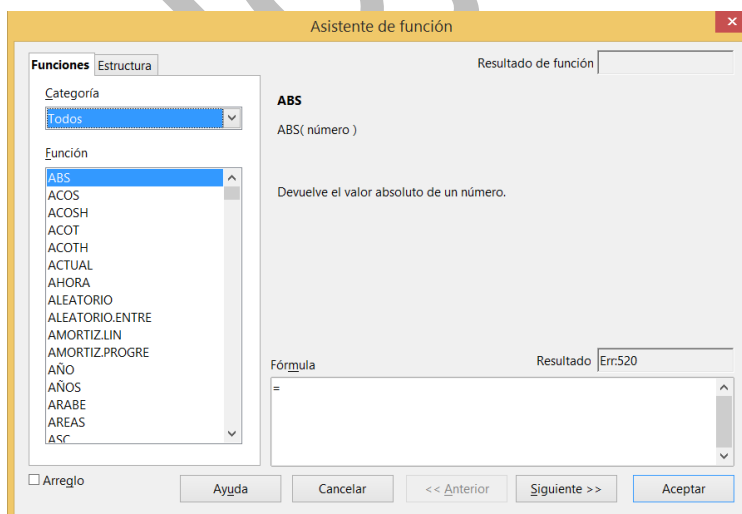 Asistente de función
Funciones Estructura
Resultado de función
Categoría
Todos
Función
ABS
ACOS
ACOSH
ACOT
ACOTH
ACTUAL
AHORA
ALEATORIO
ALEATORIO.ENTRE
AMORTIZ.LIN
AMORTIZ.PROGRE
AÑO
AÑOS
ARABE
AREAS
ASC
ABS
ABS( número )
Devuelve el valor absoluto de un número.
Fórmula
Resultado Err:520
=
Arreglo
Ayuda
Cancelar
<< Anterior
Siguiente >>
Aceptar